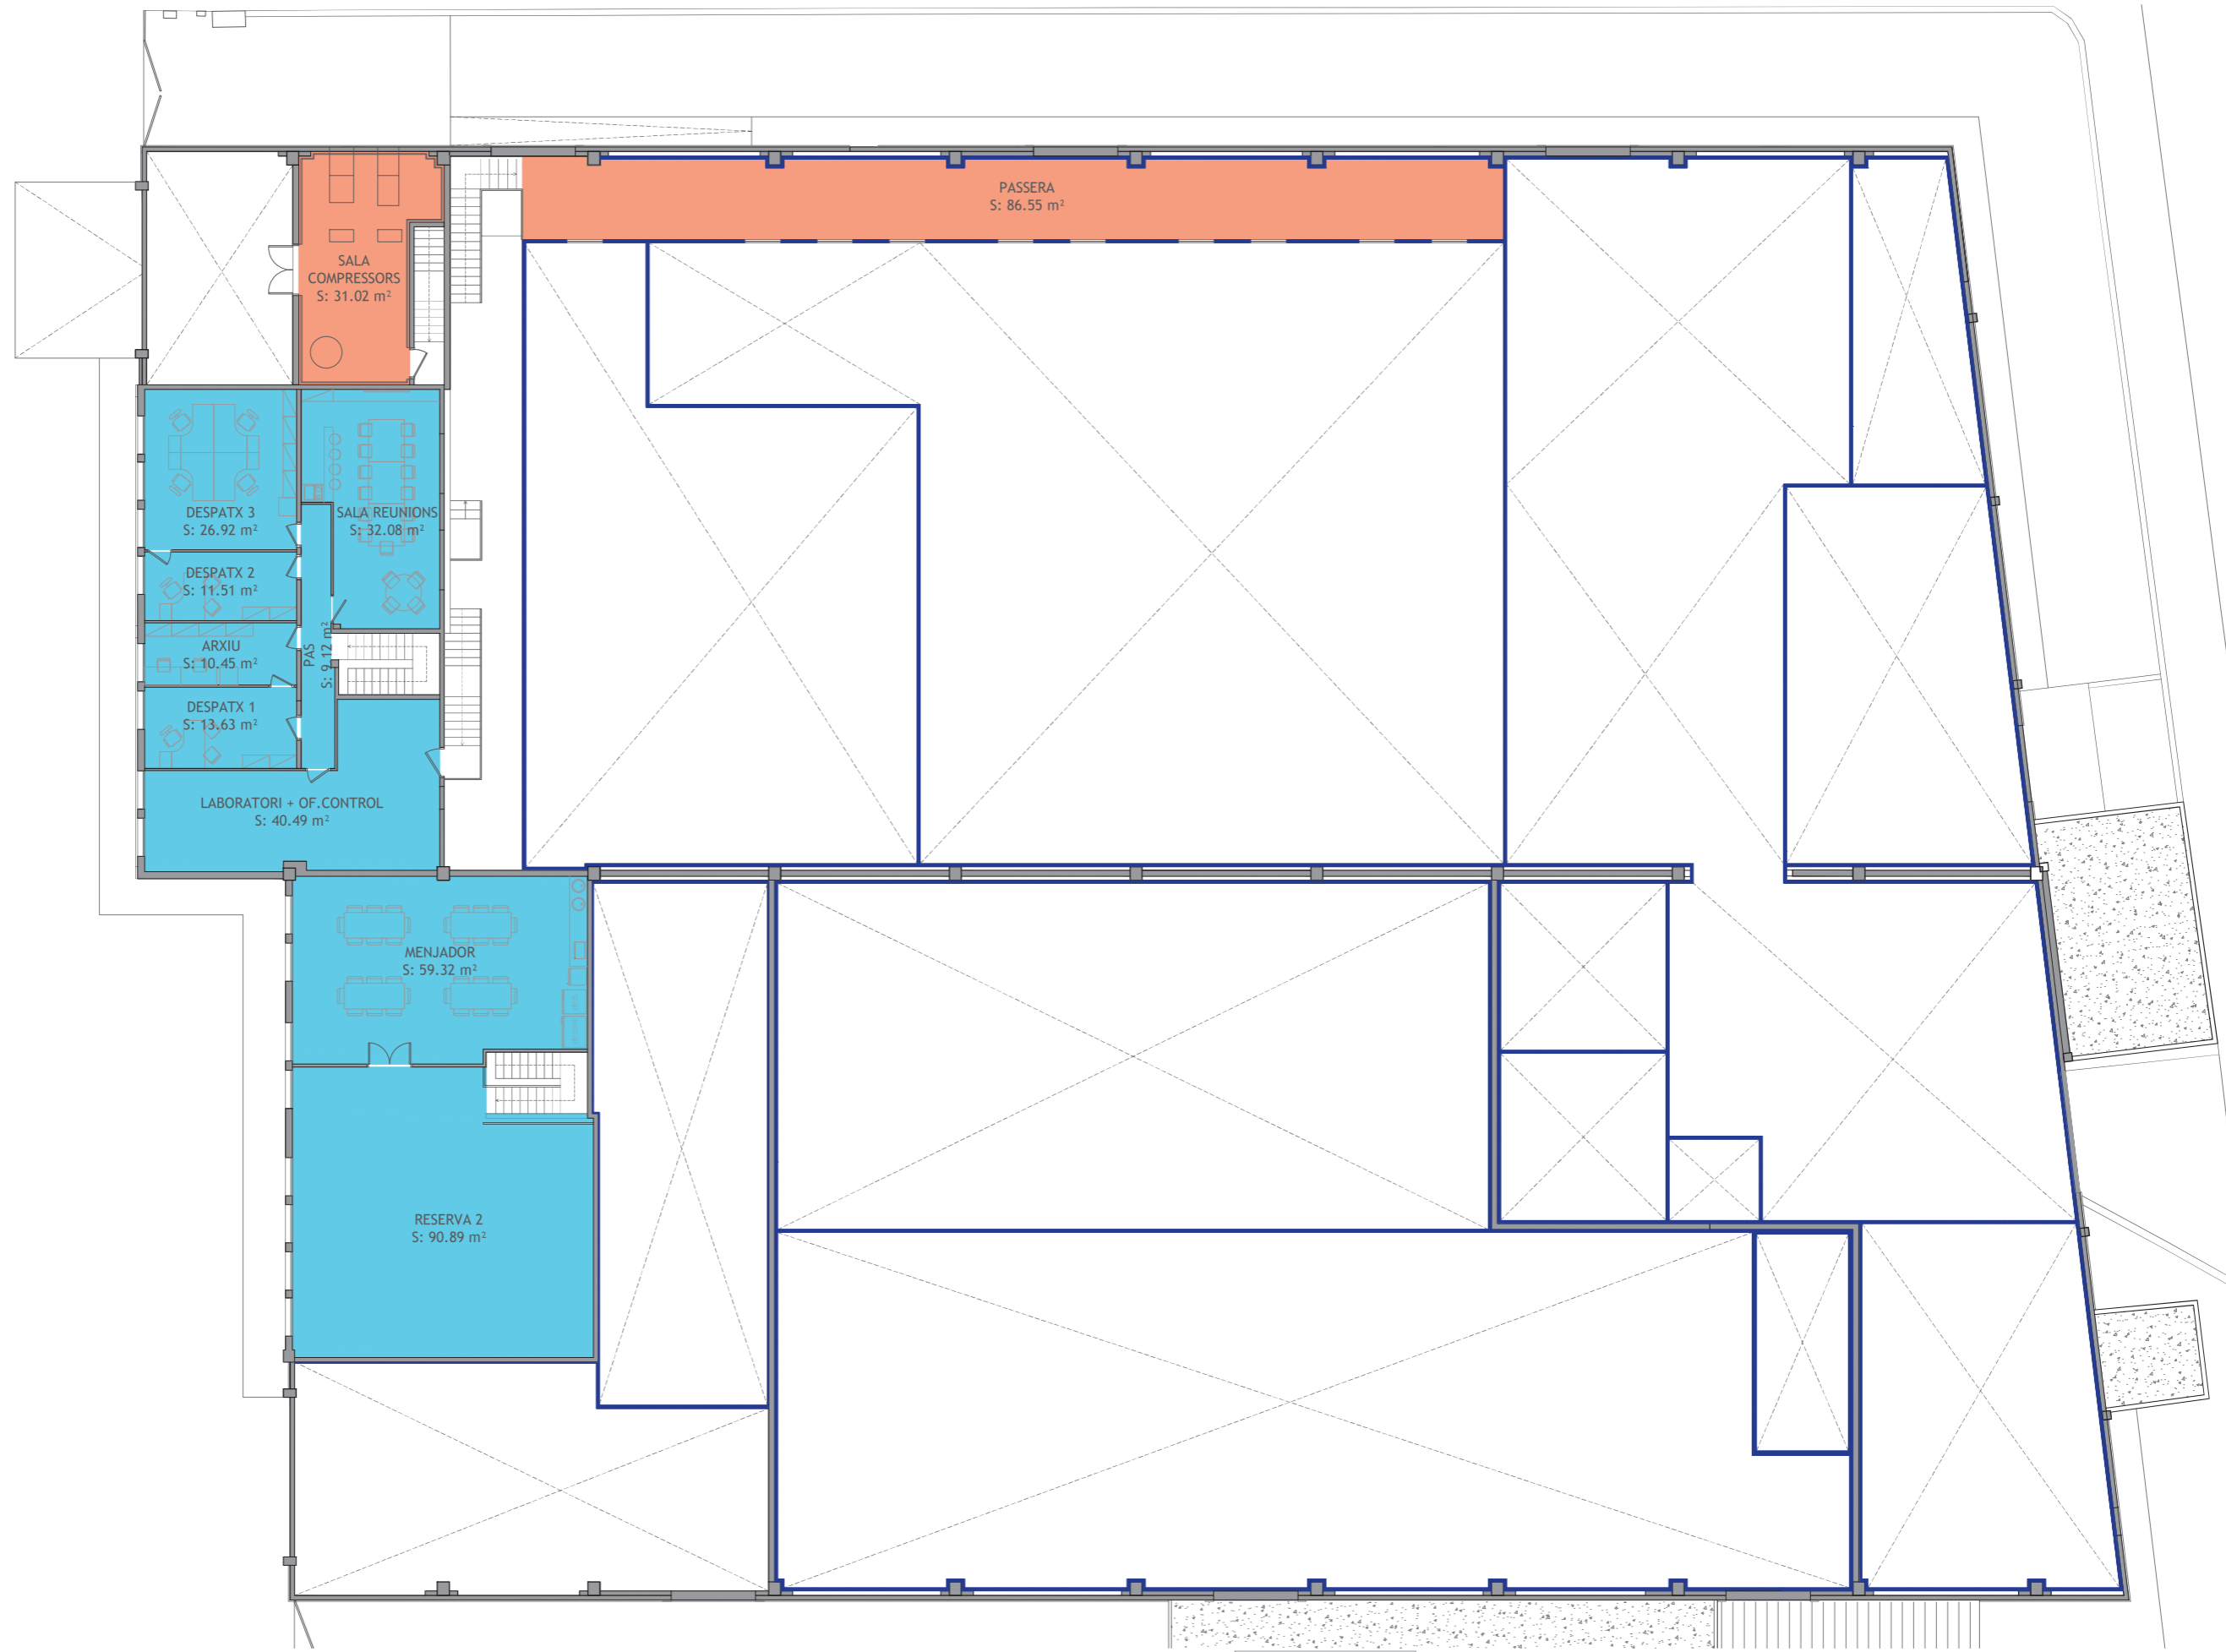 PASSERA
S: 86.55 m²
SALA
COMPRESSORS
S: 31.02 m²
DESPATX 3
S: 26.92 m²
SALA REUNIONS
S: 32.08 m²
DESPATX 2
S: 11.51 m²
ARXIU
S: 10.45 m²
PAS
S: 9.12 m²
DESPATX 1
S: 13.63 m²
LABORATORI + OF.CONTROL
S: 40.49 m²
MENJADOR
S: 59.32 m²
RESERVA 2
S: 90.89 m²